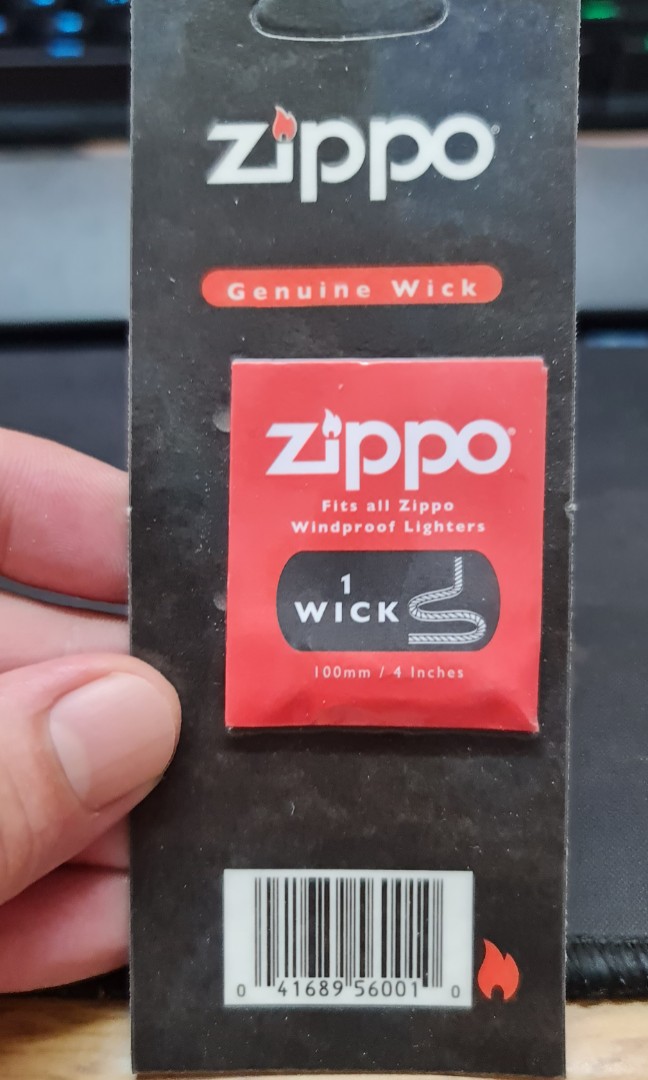 zippo
Genuine Wick
zippo®
Fits all Zippo
Windproof Lighters
1
WICK
100mm / 4 Inches
0 41689 56001 0